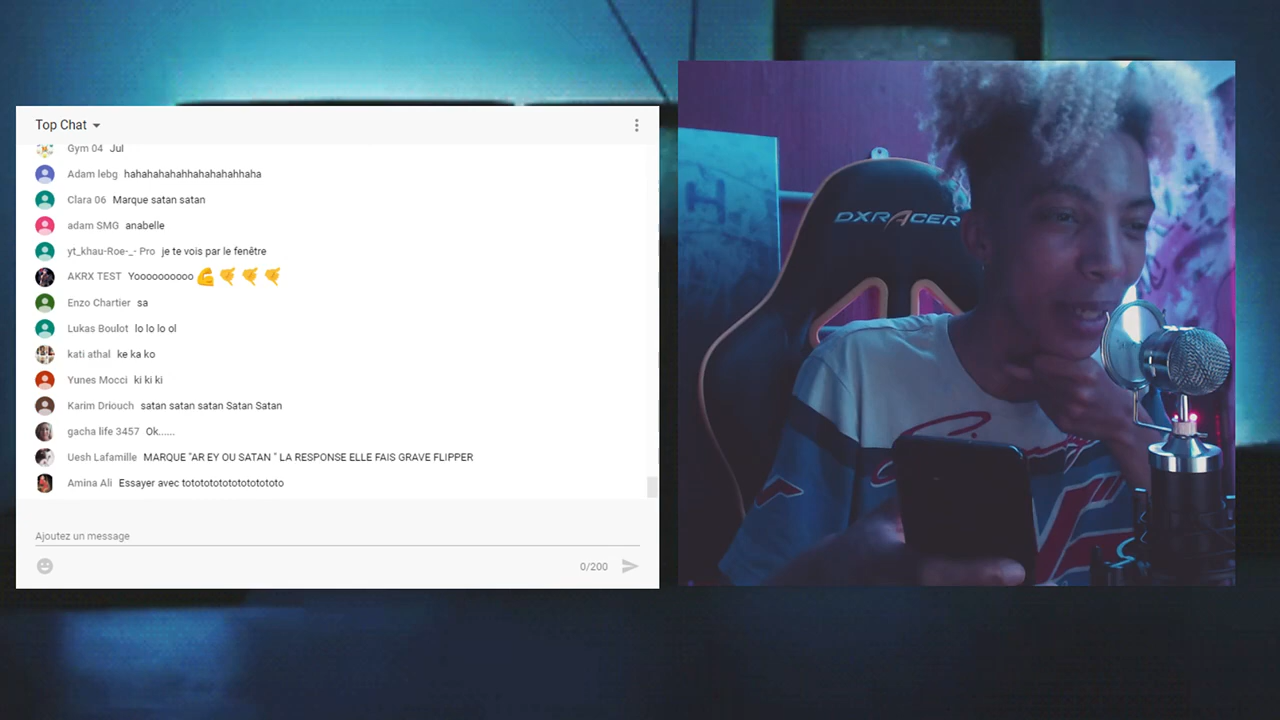 Top Chat
Gym 04 Jul
Adam lebg hahahahahahhahahahahhaha
Clara 06 Marque satan satan
adam SMG anabelle
yt_khau-Roe-_- Pro je te vois par le fenêtre
AKRX TEST Yoooooooooo 💪🤙🤙🤙
Enzo Chartier sa
Lukas Boulot lo lo lo ol
kati athal ke ka ko
Yunes Mocci ki ki ki
Karim Driouch satan satan satan Satan Satan
gacha life 3457 Ok......
Uesh Lafamille MARQUE "AR EY OU SATAN " LA RESPONSE ELLE FAIS GRAVE FLIPPER
Amina Ali Essayer avec totototototototototo
Ajoutez un message
0/200
DXRACER